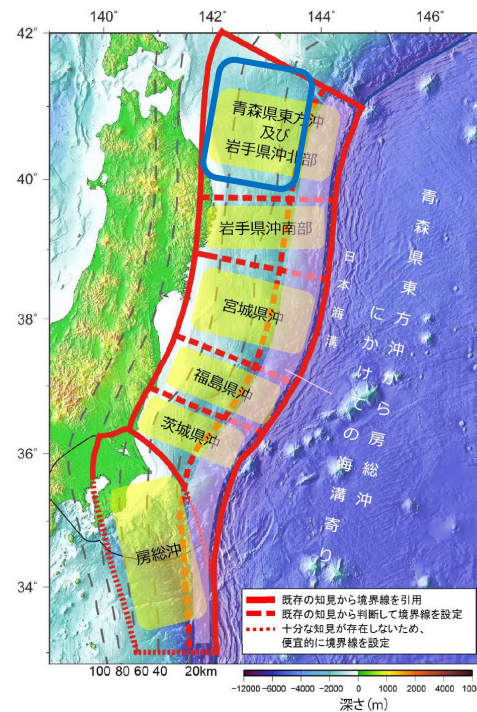 140° 142° 144° 146°
42°
40°
38°
36°
34°
青森県東方沖
及び
岩手県沖北部
岩手県沖南部
宮城県沖
福島県沖
茨城県沖
房総沖
日本海溝
青森県東方沖から房総沖
にかけての海溝寄り
既存の知見から境界線を引用
既存の知見から判断して境界線を設定
十分な知見が存在しないため、
便宜的に境界線を設定
100 80 60 40 20km
-12000 -10000 -8000 -6000 -4000 -2000 0 2000 4000
深さ(m)